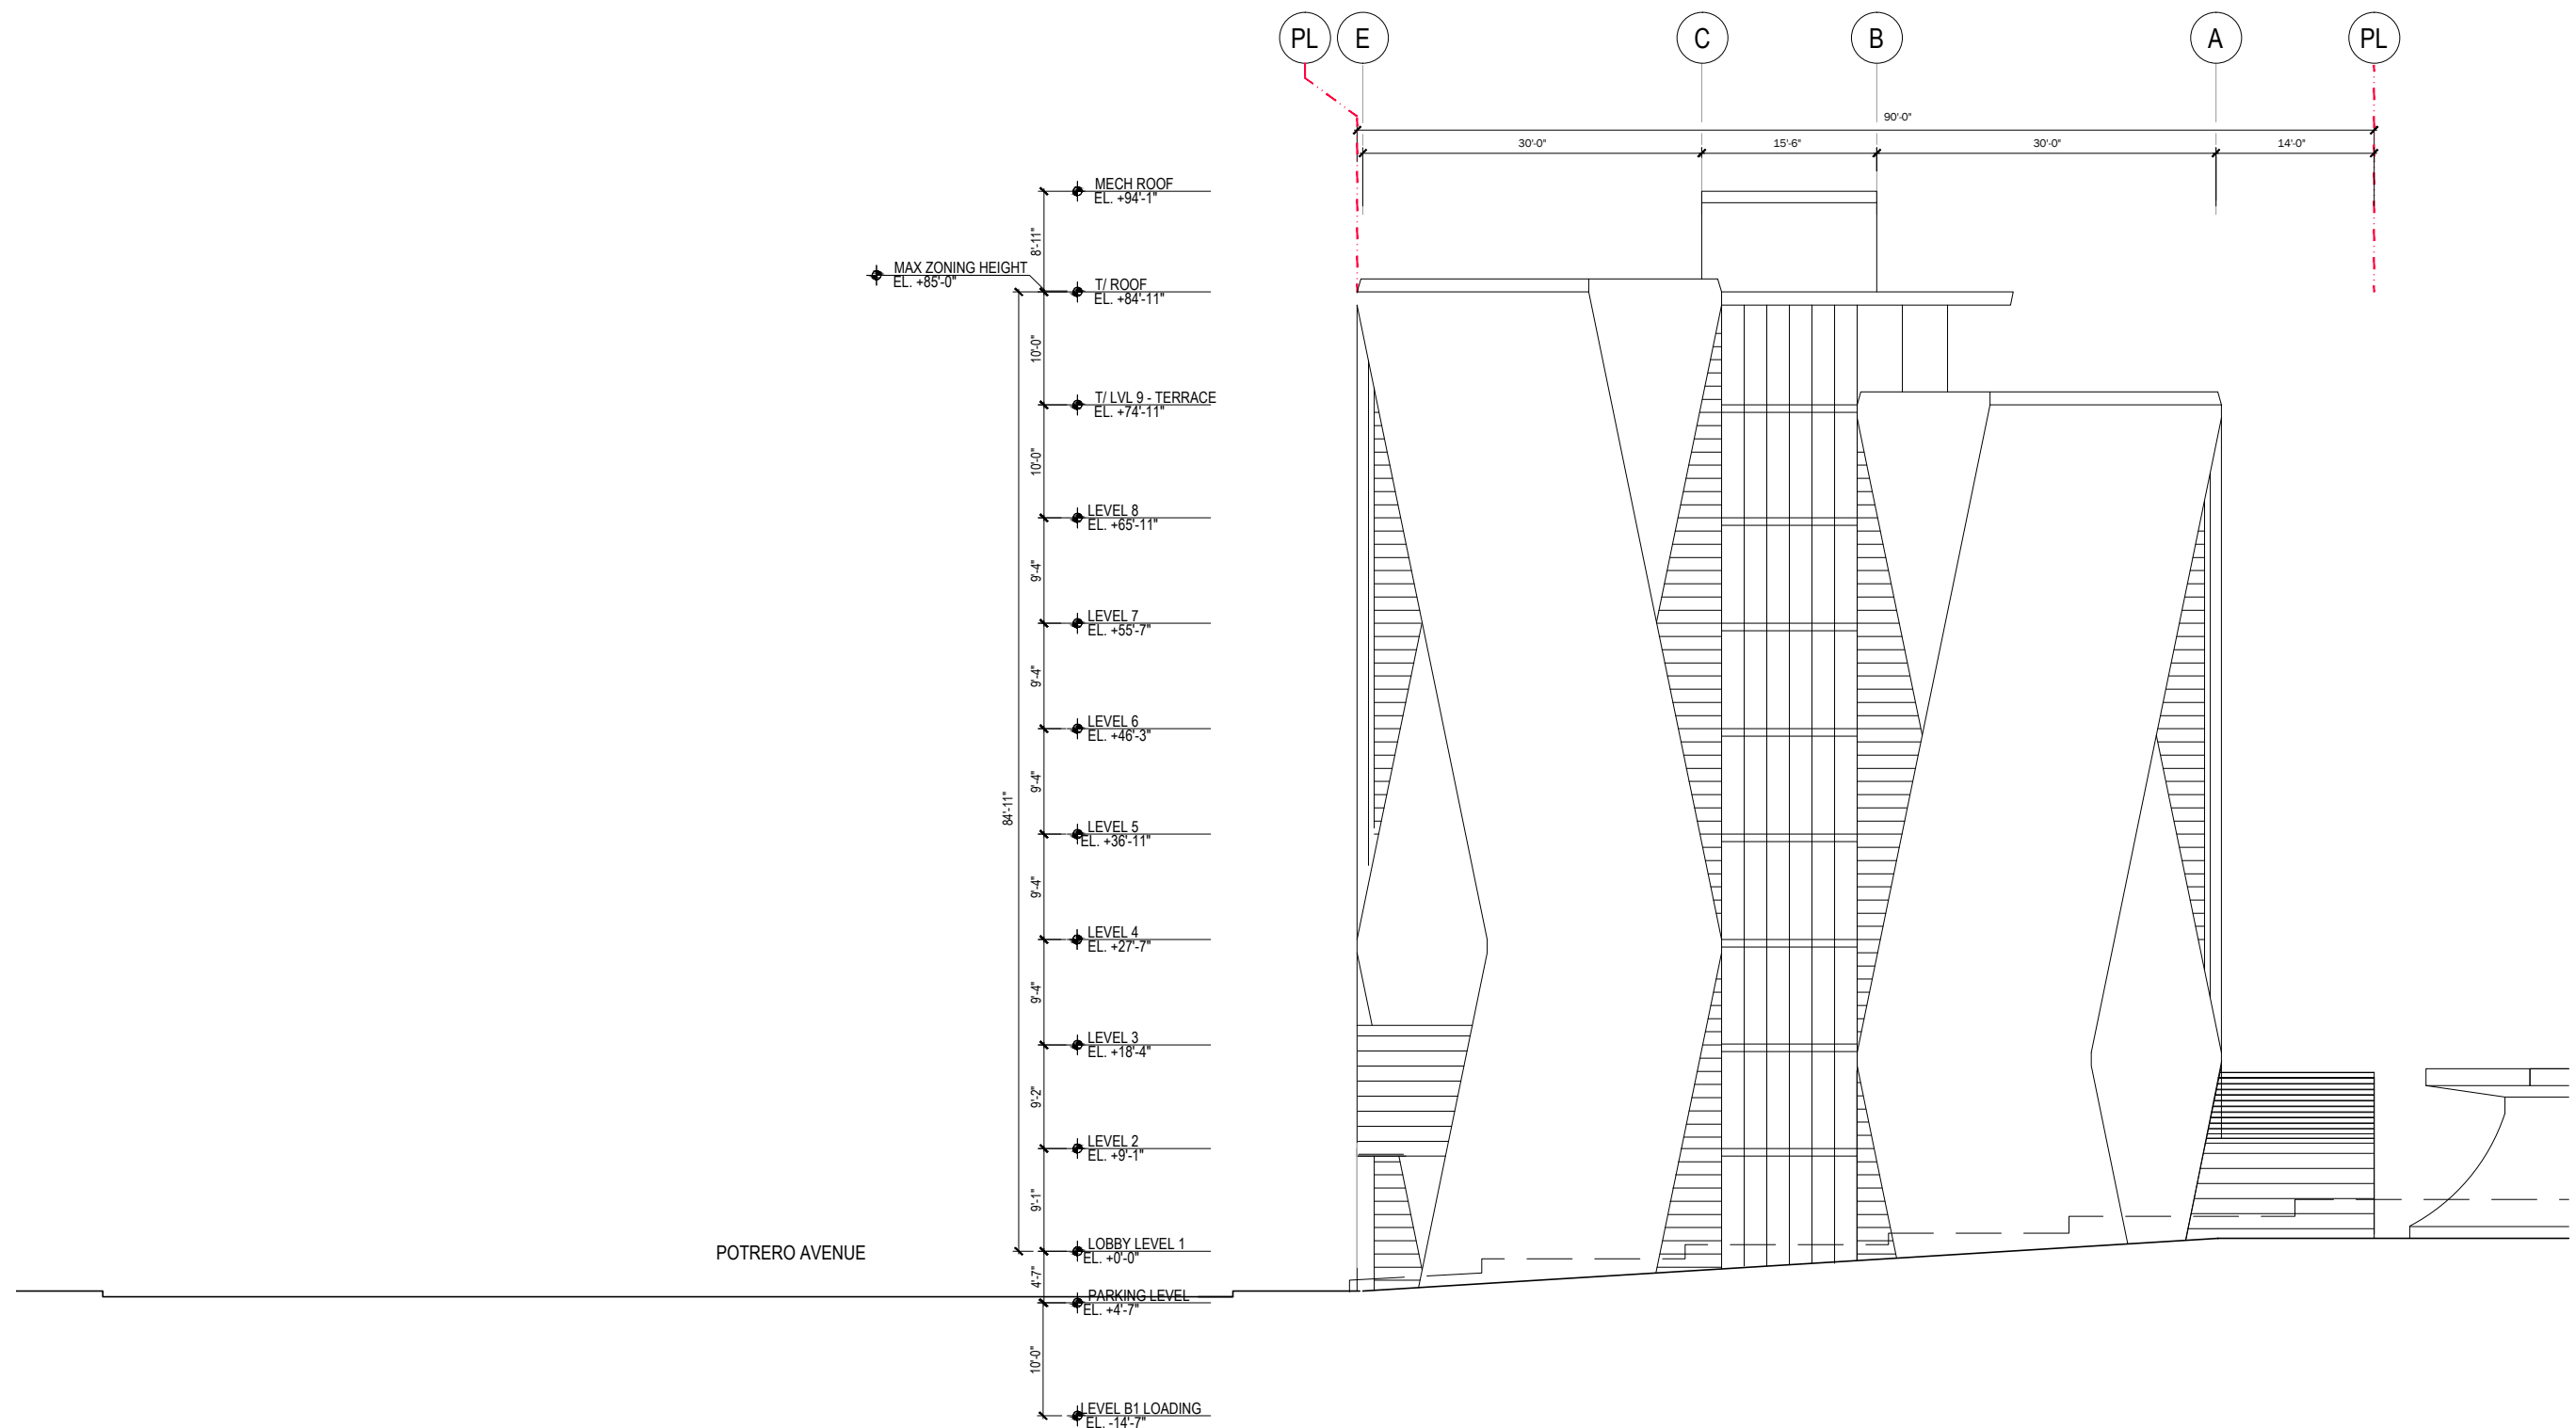 PL
E
C
B
A
PL
90'-0"
30'-0"
15'-6"
30'-0"
14'-0"
MECH ROOF
EL. +94'-1"
8'-11"
MAX ZONING HEIGHT
EL. +85'-0"
T/ ROOF
EL. +84'-11"
10'-0"
T/ LVL 9 - TERRACE
EL. +74'-11"
10'-0"
LEVEL 8
EL. +65'-11"
9'-4"
LEVEL 7
EL. +55'-7"
9'-4"
LEVEL 6
EL. +46'-3"
9'-4"
84'-11"
LEVEL 5
EL. +36'-11"
9'-4"
LEVEL 4
EL. +27'-7"
9'-4"
LEVEL 3
EL. +18'-4"
9'-2"
LEVEL 2
EL. +9'-1"
9'-1"
POTRERO AVENUE
LOBBY LEVEL 1
EL. +0'-0"
4'-7"
PARKING LEVEL
EL. +4'-7"
10'-0"
LEVEL B1 LOADING
EL. -14'-7"